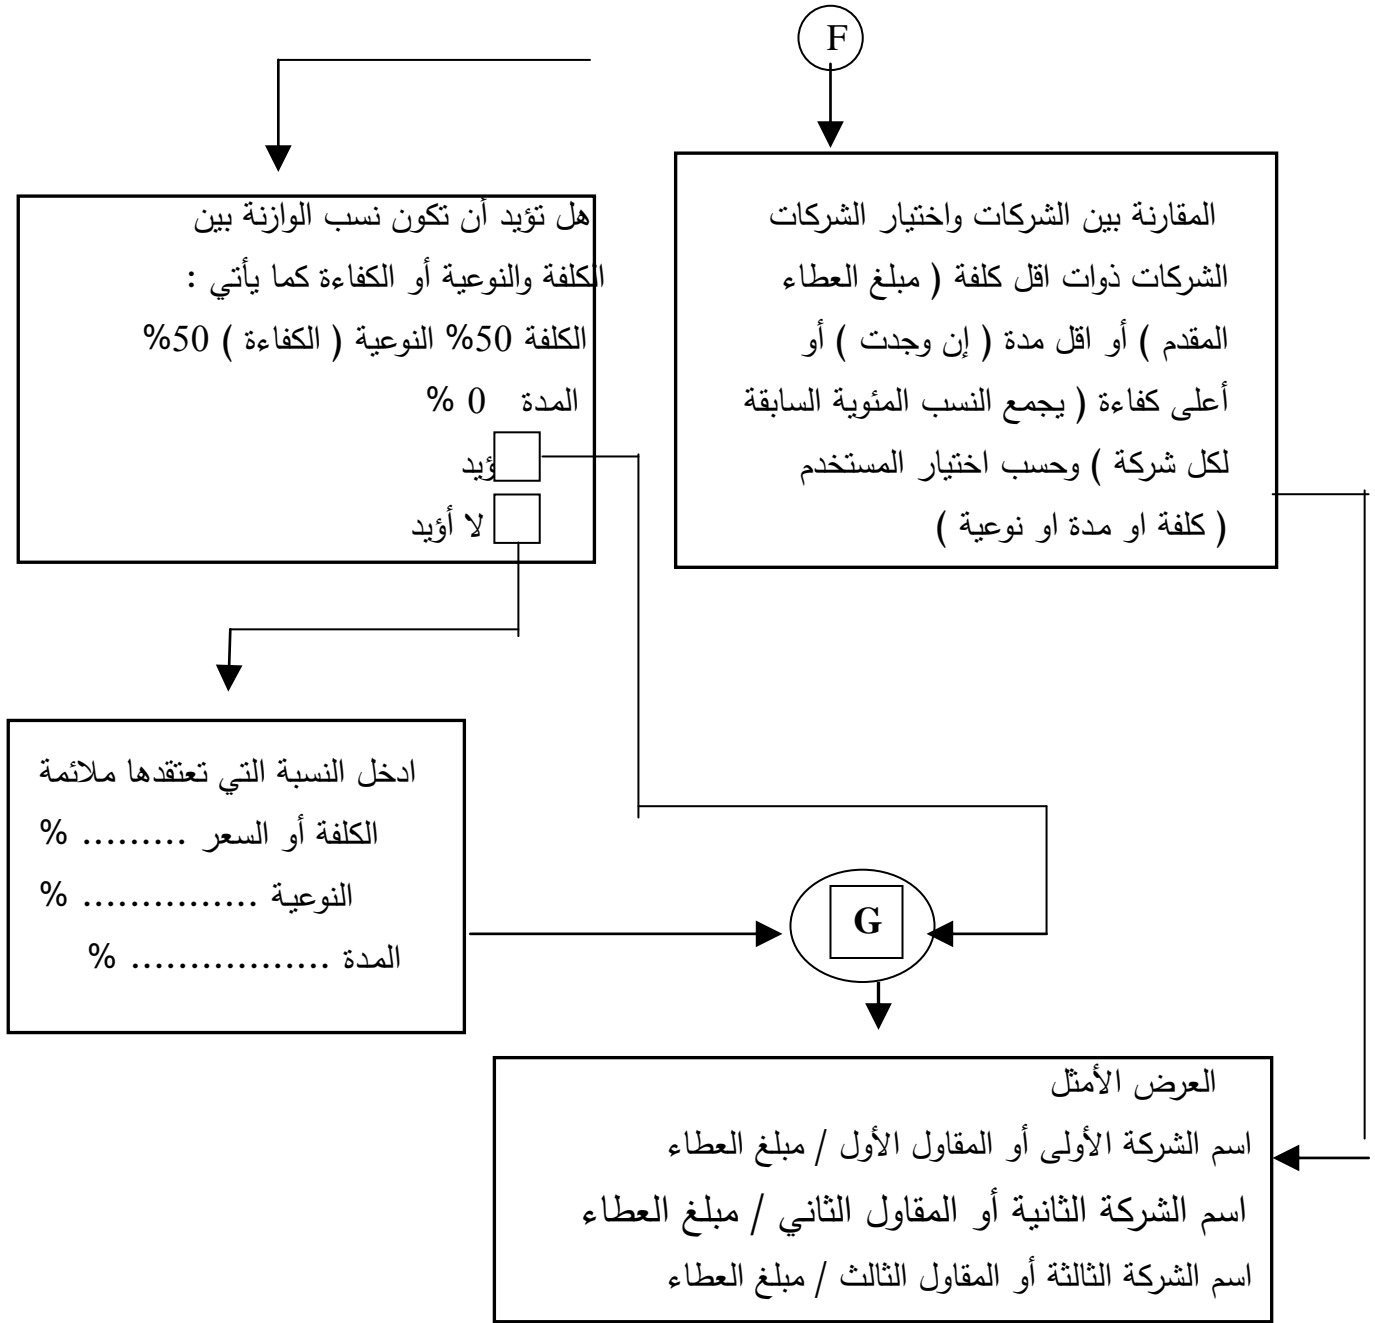 F
المقارنة بين الشركات واختيار الشركات
الشركات ذوات اقل كلفة ( مبلغ العطاء
المقدم ) أو اقل مدة ( إن وجدت ) أو
أعلى كفاءة ( يجمع النسب المئوية السابقة
لكل شركة ) وحسب اختيار المستخدم
( كلفة او مدة او نوعية )
هل تؤيد أن تكون نسب الوازنة بين
الكلفة والنوعية أو الكفاءة كما يأتي :
الكلفة 50% النوعية ( الكفاءة ) 50%
المدة 0 %
ؤيد
لا أؤيد
ادخل النسبة التي تعتقدها ملائمة
الكلفة أو السعر ......... %
النوعية ............... %
المدة ................. %
G
العرض الأمثل
اسم الشركة الأولى أو المقاول الأول / مبلغ العطاء
اسم الشركة الثانية أو المقاول الثاني / مبلغ العطاء
اسم الشركة الثالثة أو المقاول الثالث / مبلغ العطاء